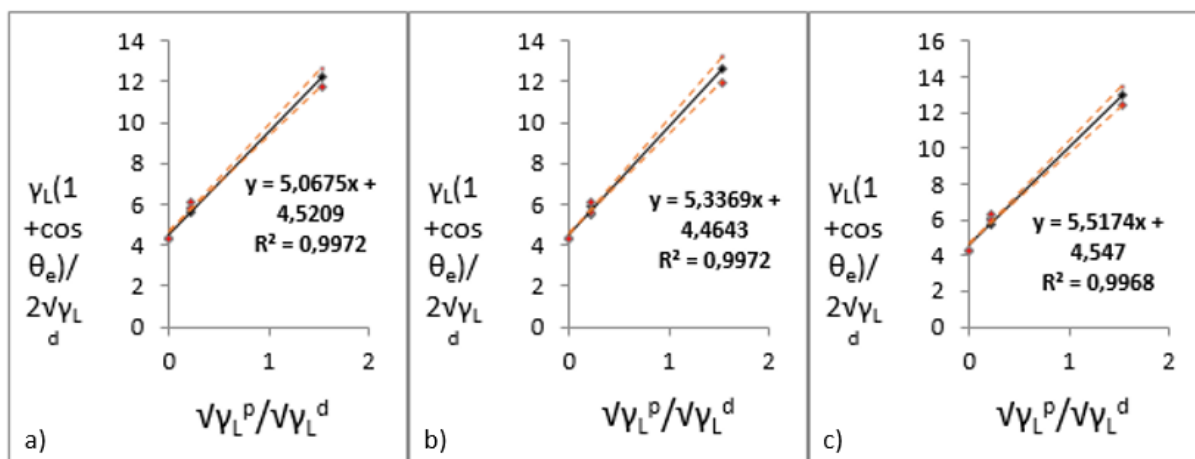 14
12
10
8
6
4
2
0
γL(1
+cos
θe)/
2√γL
d
y = 5,0675x +
4,5209
R² = 0,9972
0 1 2
√γLp/√γLd
a)
14
12
10
8
6
4
2
0
γL(1
+cos
θe)/
2√γL
d
y = 5,3369x +
4,4643
R² = 0,9972
0 1 2
√γLp/√γLd
b)
16
14
12
10
8
6
4
2
0
γL(1
+cos
θe)/
2√γL
d
y = 5,5174x +
4,547
R² = 0,9968
0 1 2
√γLp/√γLd
c)